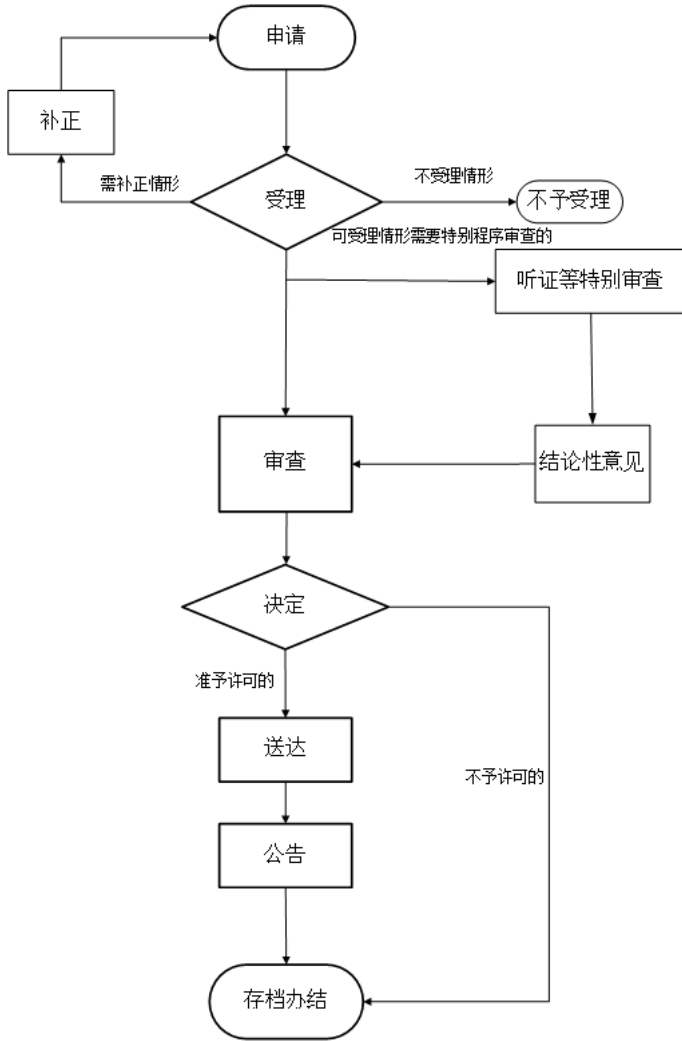 申请
补正
需补正情形
受理
不受理情形
不予受理
可受理情形需要特别程序审查的
听证等特别审查
审查
结论性意见
决定
准予许可的
送达
不予许可的
公告
存档办结